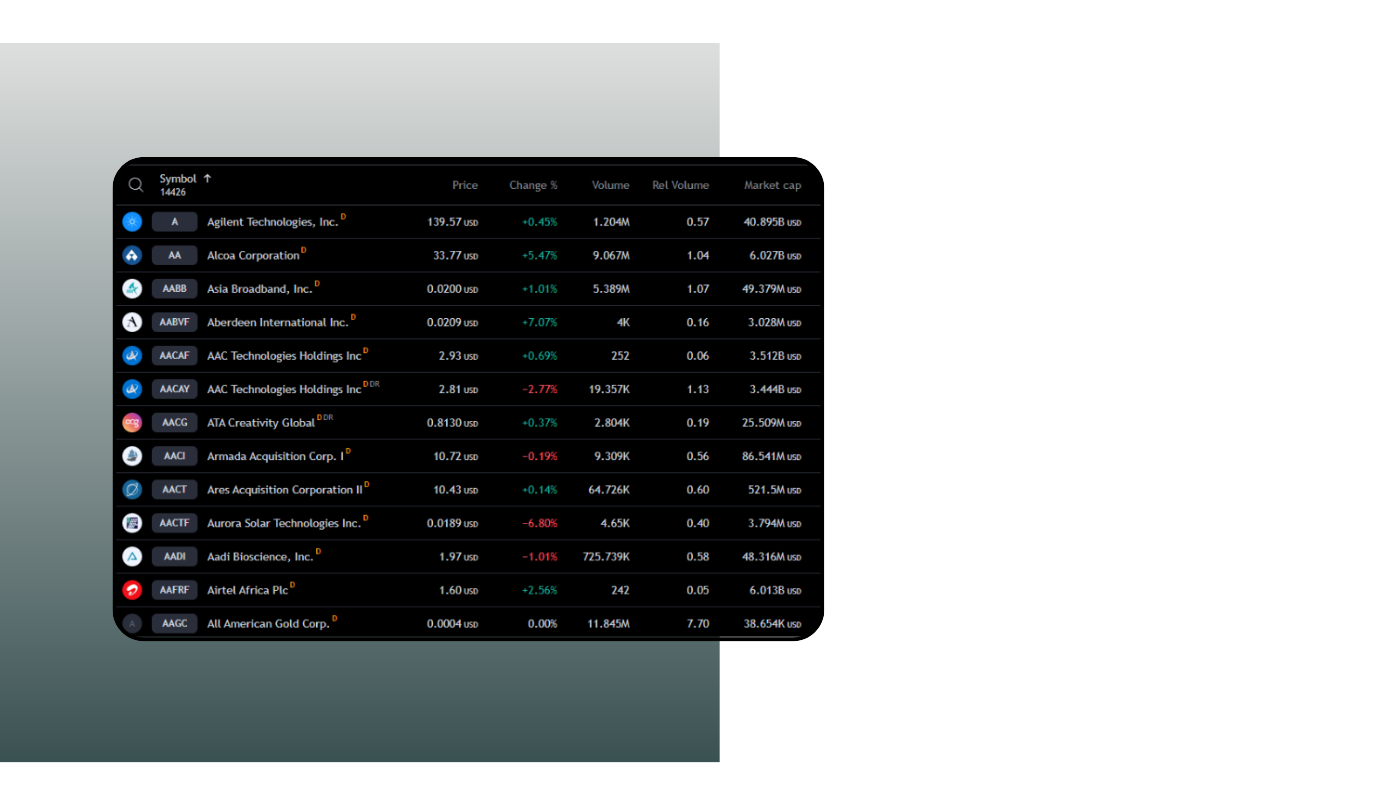 Symbol ↑ Price Change % Volume Rel Volume Market cap
14426
A Agilent Technologies, Inc. D 139.57 USD +0.45% 1.204M 0.57 40.895B USD
AA Alcoa Corporation D 33.77 USD +5.47% 9.067M 1.04 6.027B USD
AABB Asia Broadband, Inc. D 0.0200 USD +1.01% 5.389M 1.07 49.379M USD
AABVF Aberdeen International Inc. D 0.0209 USD +7.07% 4K 0.16 3.028M USD
AACAF AAC Technologies Holdings Inc D 2.93 USD +0.69% 252 0.06 3.512B USD
AACAY AAC Technologies Holdings Inc D DR 2.81 USD −2.77% 19.357K 1.13 3.444B USD
acg AACG ATA Creativity Global D DR 0.8130 USD +0.37% 2.804K 0.19 25.509M USD
AACI Armada Acquisition Corp. I D 10.72 USD −0.19% 9.309K 0.56 86.541M USD
AACT Ares Acquisition Corporation II D 10.43 USD +0.14% 64.726K 0.60 521.5M USD
AACTF Aurora Solar Technologies Inc. D 0.0189 USD −6.80% 4.65K 0.40 3.794M USD
AADI Aadi Bioscience, Inc. D 1.97 USD −1.01% 725.739K 0.58 48.316M USD
AAFRF Airtel Africa Plc D 1.60 USD +2.56% 242 0.05 6.013B USD
A AAGC All American Gold Corp. D 0.0004 USD 0.00% 11.845M 7.70 38.654K USD